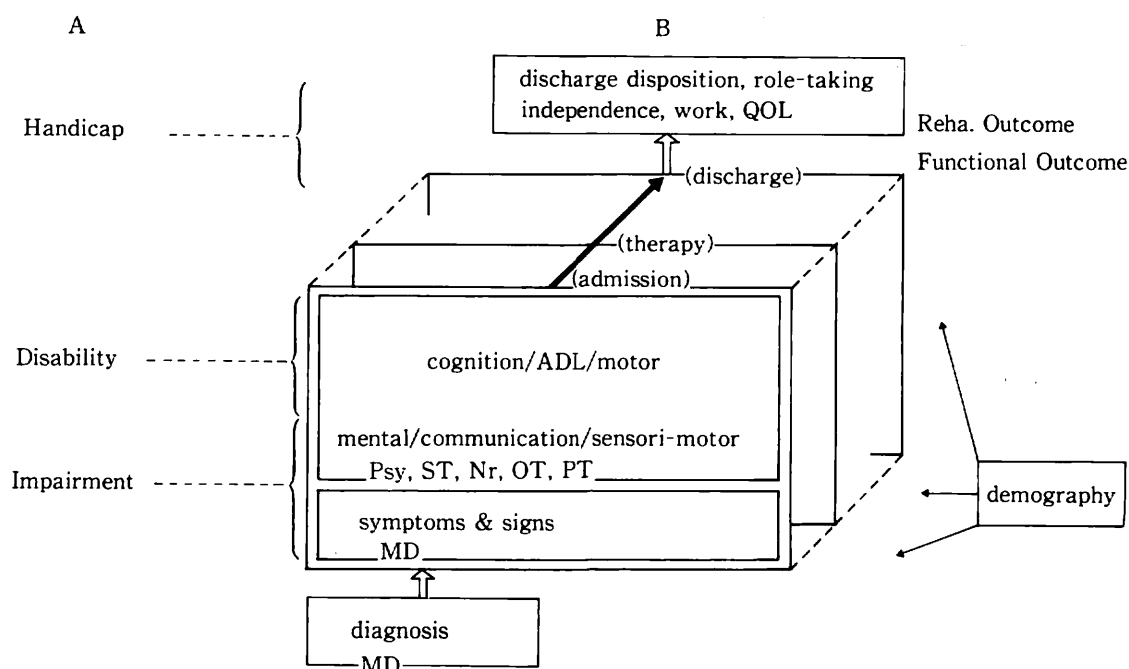 A
B
discharge disposition, role-taking
independence, work, QOL
Handicap
Reha. Outcome
Functional Outcome
(discharge)
(therapy)
(admission)
Disability
cognition/ADL/motor
mental/communication/sensori-motor
Psy, ST, Nr, OT, PT
Impairment
demography
symptoms & signs
MD
diagnosis
MD